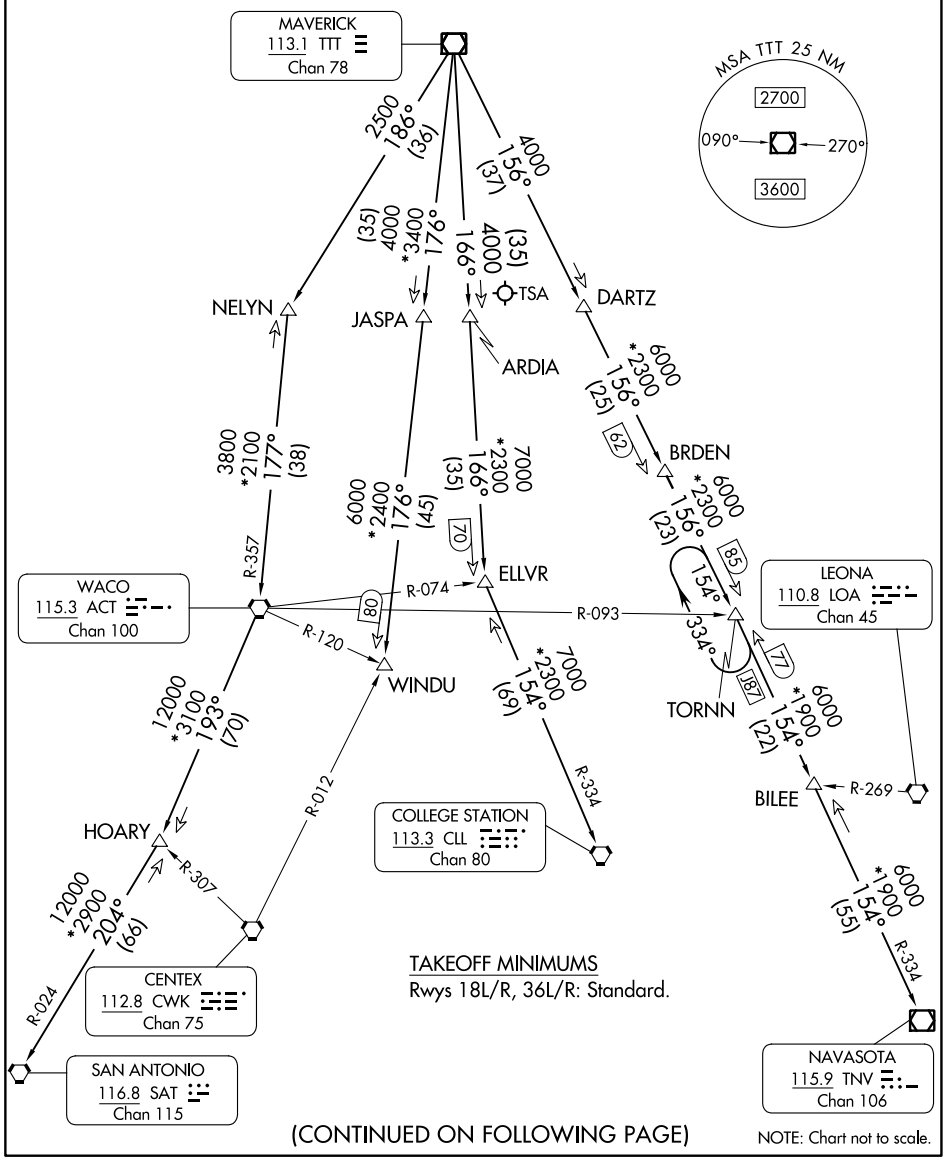 MAVERICK
113.1 TTT
Chan 78
MSA TTT 25 NM
2700
090°
270°
3600
2500
186°
(36)
(35)
4000
*3400
176°
(35)
4000
166°
4000
156°
(37)
TSA
NELYN
JASPA
ARDIA
DARTZ
6000
*2300
156°
(25)
62
BRDEN
3800
*2100
177°
(38)
6000
*2400
176°
(45)
7000
*2300
166°
(35)
6000
*2300
156°
(23)
70
85
R-357
WACO
115.3 ACT
Chan 100
R-074
ELLVR
80
R-093
154°
334°
LEONA
110.8 LOA
Chan 45
R-120
WINDU
77
J87
TORNN
12000
*3100
193°
(70)
7000
*2300
154°
(69)
6000
*1900
154°
(22)
R-012
R-334
BILEE
R-269
HOARY
COLLEGE STATION
113.3 CLL
Chan 80
R-307
12000
*2900
204°
(66)
6000
*1900
154°
(55)
R-334
CENTEX
112.8 CWK
Chan 75
TAKEOFF MINIMUMS
Rwys 18L/R, 36L/R: Standard.
R-024
SAN ANTONIO
116.8 SAT
Chan 115
NAVASOTA
115.9 TNV
Chan 106
(CONTINUED ON FOLLOWING PAGE)
NOTE: Chart not to scale.